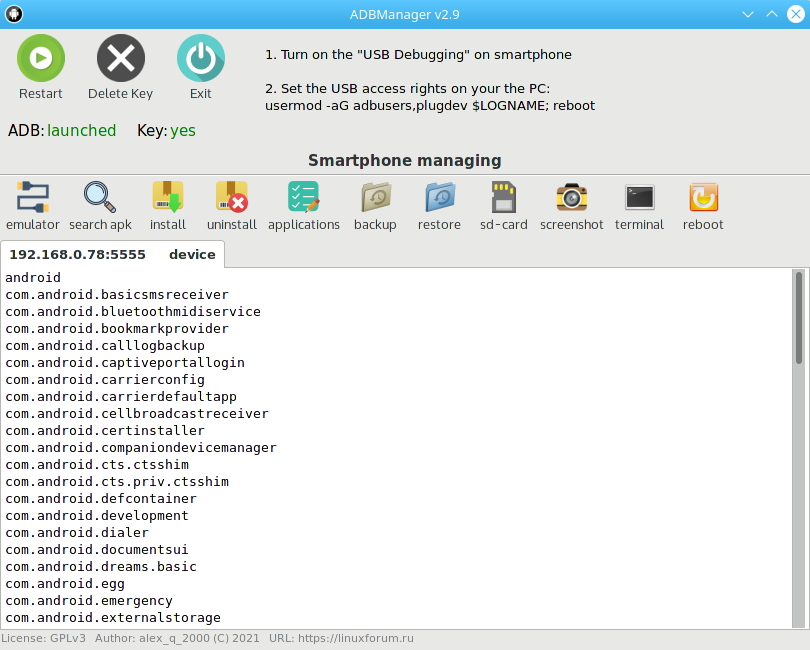 ADBManager v2.9
Restart
Delete Key
Exit
1. Turn on the "USB Debugging" on smartphone
2. Set the USB access rights on your the PC:
usermod -aG adbusers,plugdev $LOGNAME; reboot
ADB: launched Key: yes
Smartphone managing
emulator search apk install uninstall applications backup restore sd-card screenshot terminal reboot
192.168.0.78:5555 device
android
com.android.basicsmsreceiver
com.android.bluetoothmidiservice
com.android.bookmarkprovider
com.android.calllogbackup
com.android.captiveportallogin
com.android.carrierconfig
com.android.carrierdefaultapp
com.android.cellbroadcastreceiver
com.android.certinstaller
com.android.companiondevicemanager
com.android.cts.ctsshim
com.android.cts.priv.ctsshim
com.android.defcontainer
com.android.development
com.android.dialer
com.android.documentsui
com.android.dreams.basic
com.android.egg
com.android.emergency
com.android.externalstorage
License: GPLv3 Author: alex_q_2000 (C) 2021 URL: https://linuxforum.ru